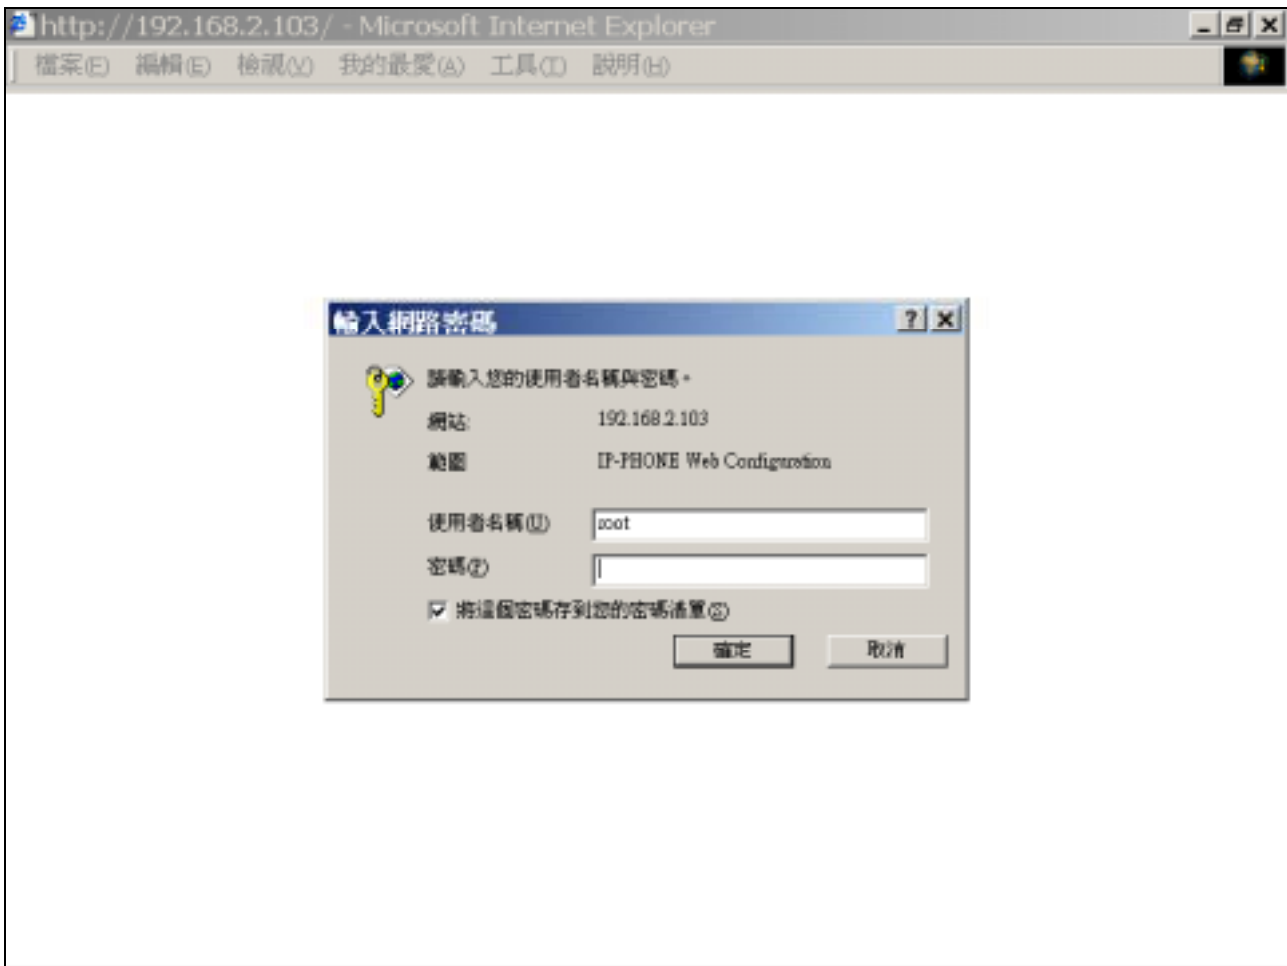 http://192.168.2.103/ - Microsoft Internet Explorer
檔案(F) 編輯(E) 檢視(V) 我的最愛(A) 工具(T) 說明(H)
輸入網路密碼
請輸入您的使用者名稱與密碼。
網站: 192.168.2.103
範圍 IP-PHONE Web Configuration
使用者名稱(U) root
密碼(P)
將這個密碼存到您的密碼清單(S)
確定 取消